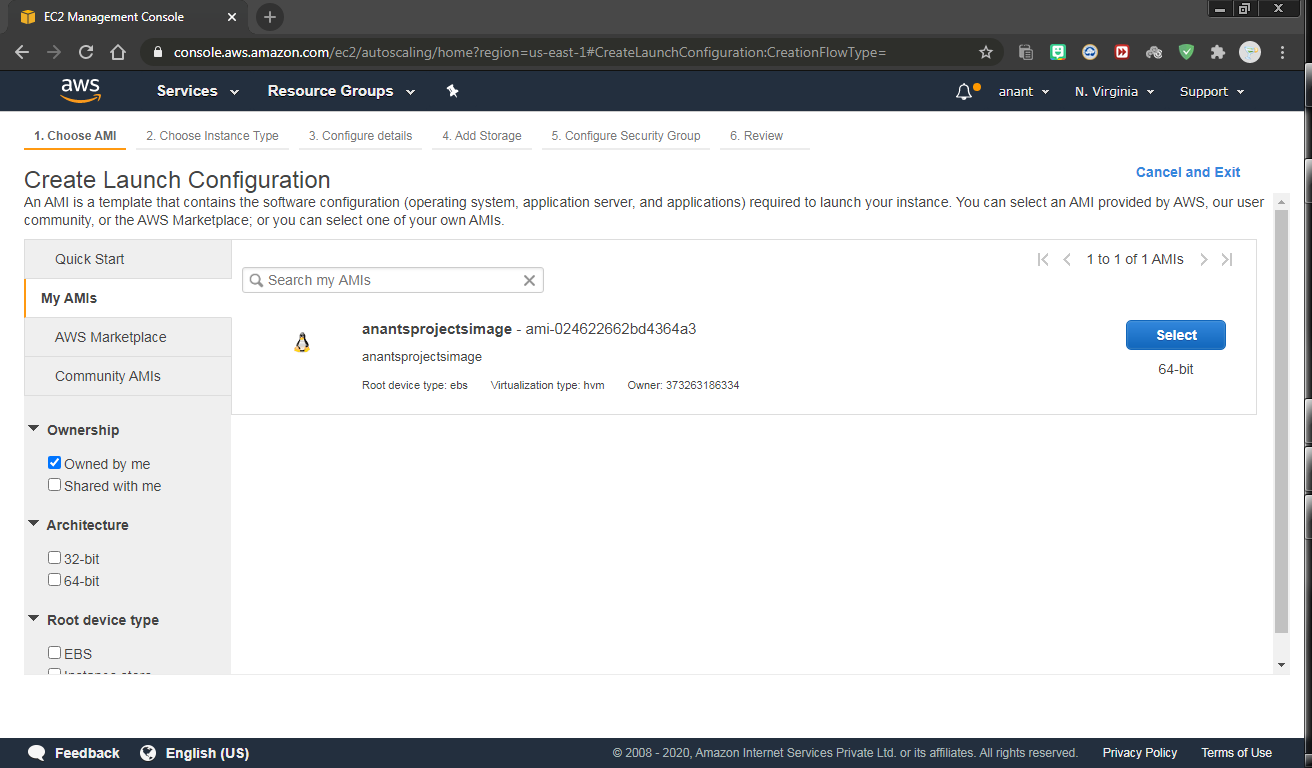 EC2 Management Console
console.aws.amazon.com/ec2/autoscaling/home?region=us-east-1#CreateLaunchConfiguration:CreationFlowType=
aws Services Resource Groups anant N. Virginia Support
1. Choose AMI 2. Choose Instance Type 3. Configure details 4. Add Storage 5. Configure Security Group 6. Review
Create Launch Configuration
Cancel and Exit
An AMI is a template that contains the software configuration (operating system, application server, and applications) required to launch your instance. You can select an AMI provided by AWS, our user
community, or the AWS Marketplace; or you can select one of your own AMIs.
Quick Start
My AMIs
AWS Marketplace
Community AMIs
Ownership
Owned by me
Shared with me
Architecture
32-bit
64-bit
Root device type
EBS
Instance store
1 to 1 of 1 AMIs
Search my AMIs
anantsprojectsimage - ami-024622662bd4364a3
anantsprojectsimage
Root device type: ebs Virtualization type: hvm Owner: 373263186334
Select
64-bit
Feedback English (US) © 2008 - 2020, Amazon Internet Services Private Ltd. or its affiliates. All rights reserved. Privacy Policy Terms of Use